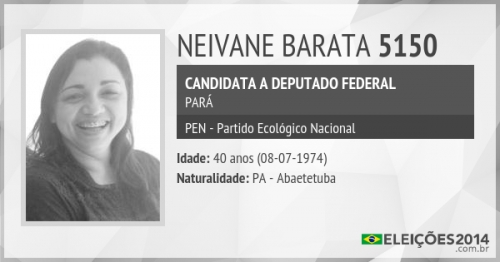 NEIVANE BARATA 5150
CANDIDATA A DEPUTADO FEDERAL
PARÁ
PEN - Partido Ecológico Nacional
Idade: 40 anos (08-07-1974)
Naturalidade: PA - Abaetetuba
ELEIÇÕES2014
.com.br